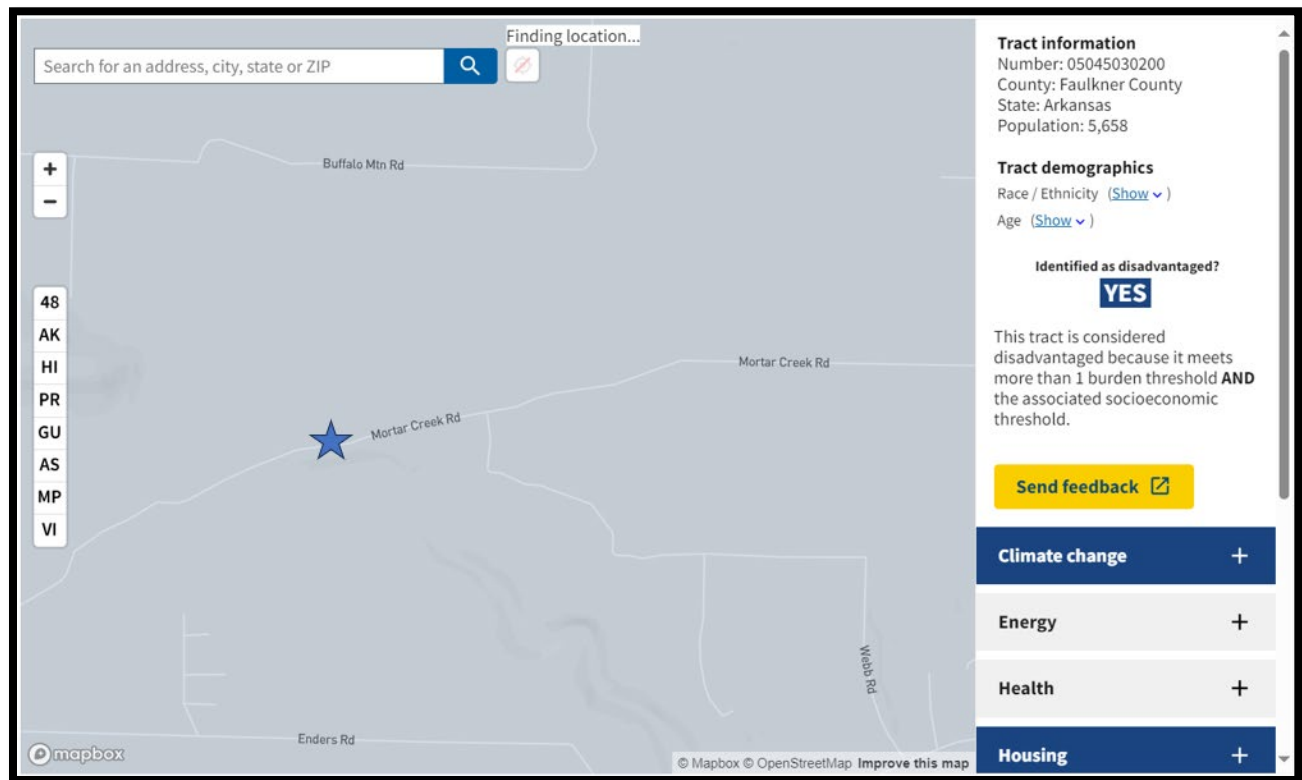 Finding location...
Search for an address, city, state or ZIP
+
−
48
AK
HI
PR
GU
AS
MP
VI
Buffalo Mtn Rd
Mortar Creek Rd
Mortar Creek Rd
Webb Rd
Enders Rd
mapbox
© Mapbox © OpenStreetMap Improve this map
Tract information
Number: 05045030200
County: Faulkner County
State: Arkansas
Population: 5,658
Tract demographics
Race / Ethnicity (Show )
Age (Show )
Identified as disadvantaged?
YES
This tract is considered
disadvantaged because it meets
more than 1 burden threshold AND
the associated socioeconomic
threshold.
Send feedback
Climate change +
Energy +
Health +
Housing +